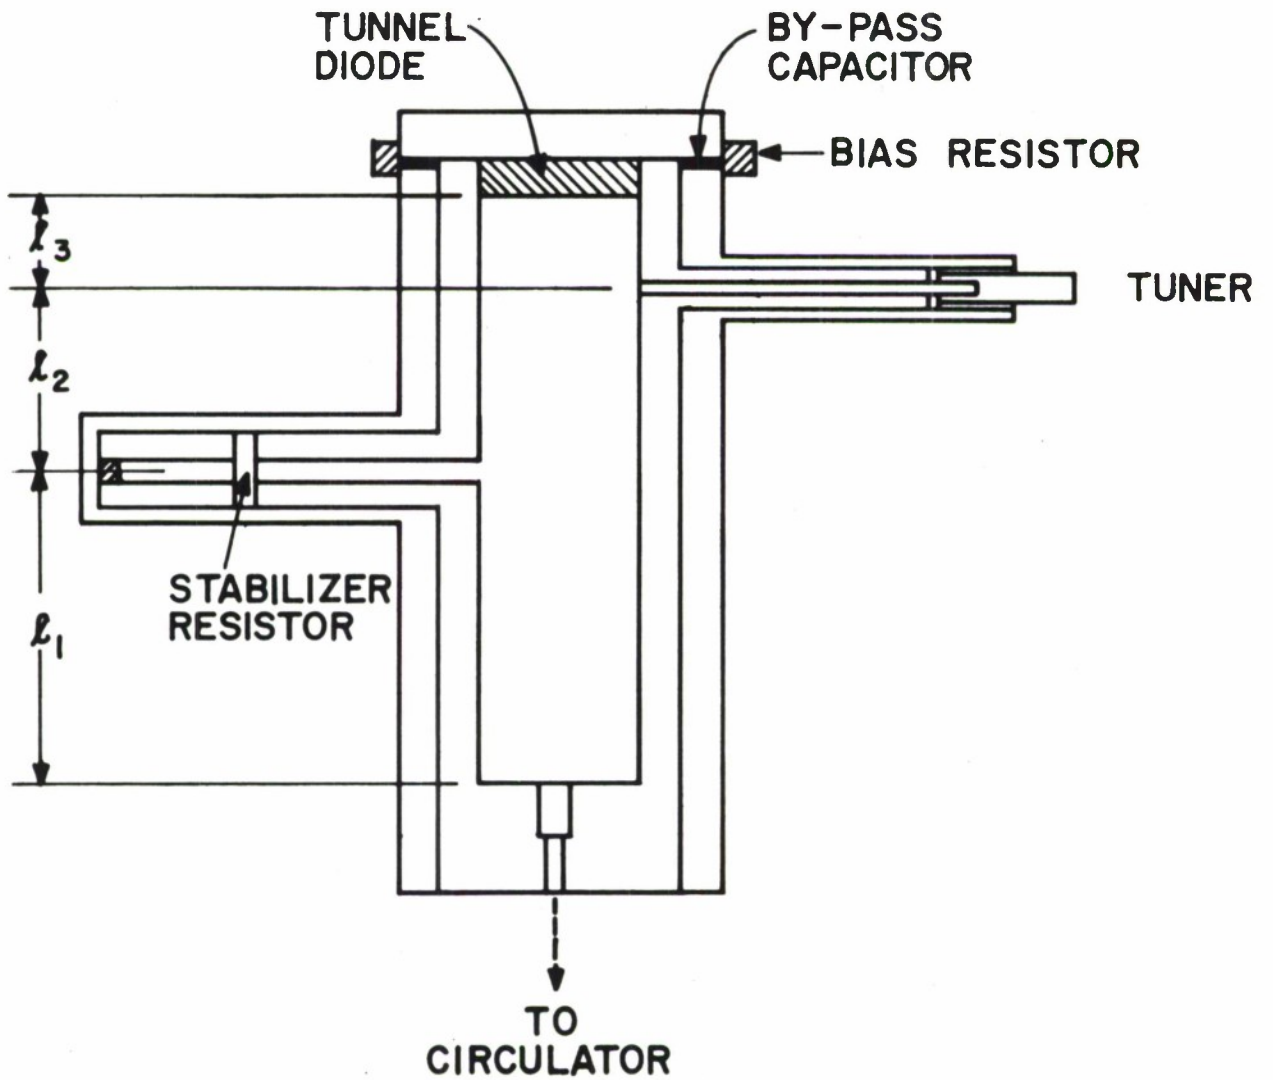 TUNNEL
DIODE
BY-PASS
CAPACITOR
BIAS RESISTOR
ℓ3
TUNER
ℓ2
STABILIZER
RESISTOR
ℓ1
TO
CIRCULATOR